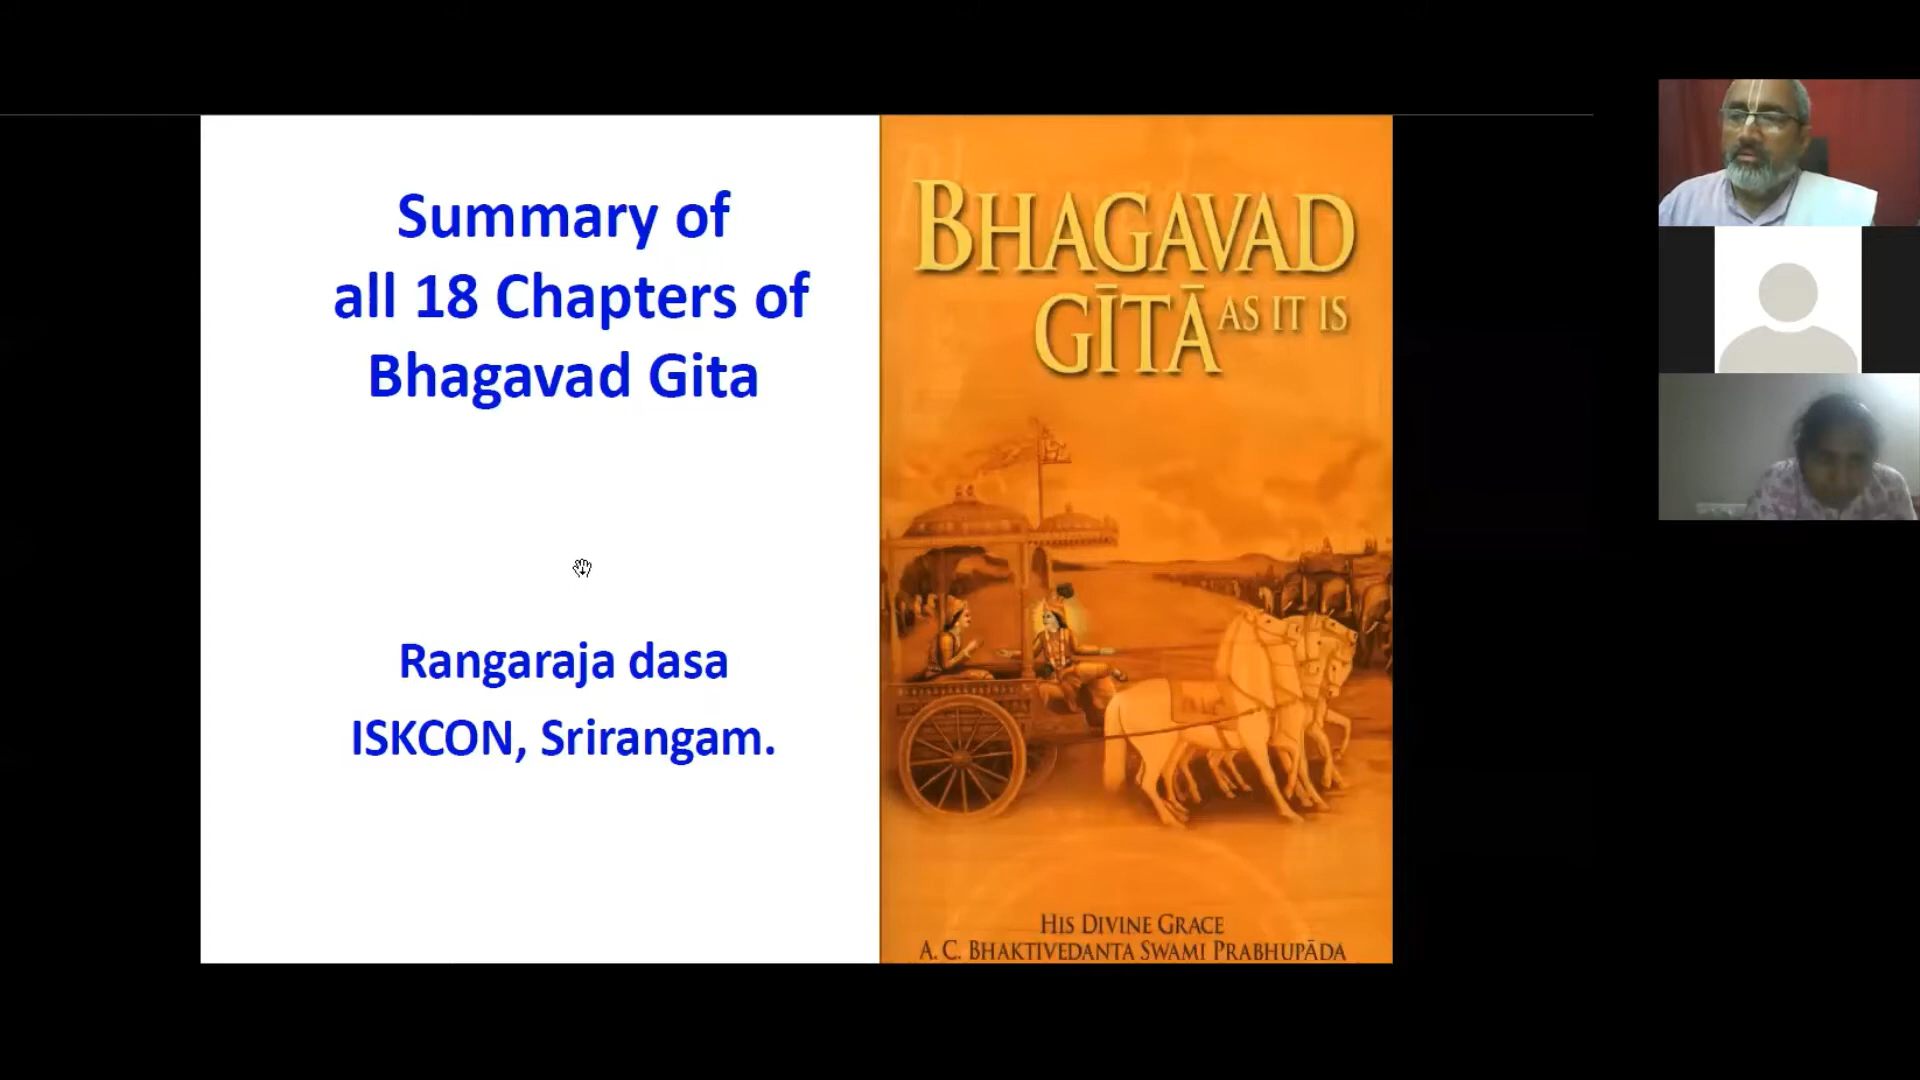 Summary of
all 18 Chapters of
Bhagavad Gita
Rangaraja dasa
ISKCON, Srirangam.
BHAGAVAD
GĪTĀ AS IT IS
HIS DIVINE GRACE
A. C. BHAKTIVEDANTA SWAMI PRABHUPĀDA